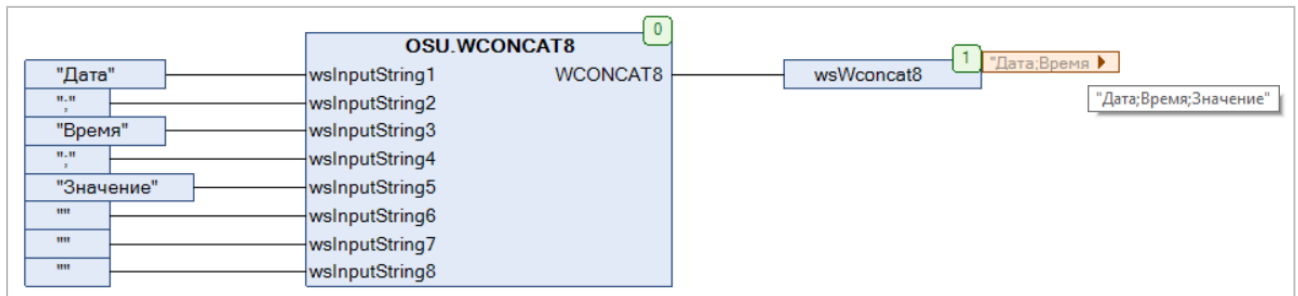 0
OSU.WCONCAT8
1
"Дата" wsInputString1 WCONCAT8 wsWconcat8 "Дата;Время
";" wsInputString2 "Дата;Время;Значение"
"Время" wsInputString3
";" wsInputString4
"Значение" wsInputString5
"" wsInputString6
"" wsInputString7
"" wsInputString8